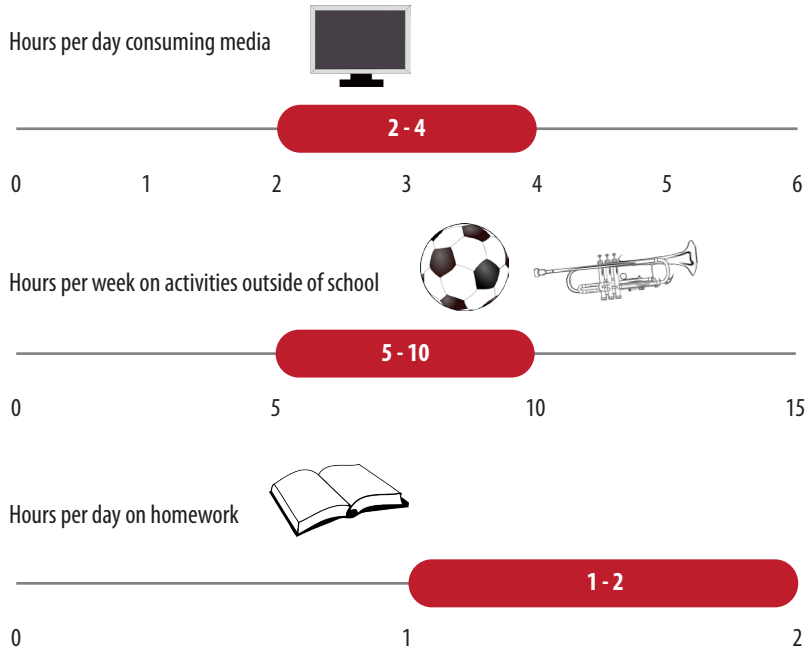 Hours per day consuming media
2 - 4
0 1 2 3 4 5 6
Hours per week on activities outside of school
5 - 10
0 5 10 15
Hours per day on homework
1 - 2
0 1 2